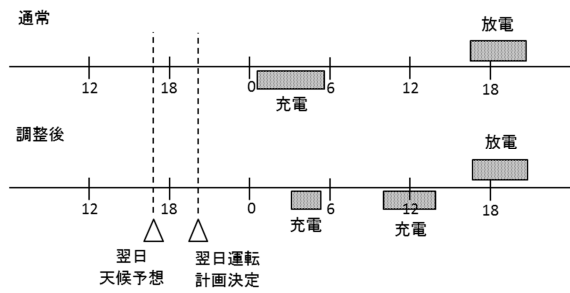 通常
放電
12 18 0 6 12 18
充電
調整後
放電
12 18 0 6 12 18
充電 充電
翌日
天候予想
翌日運転
計画決定